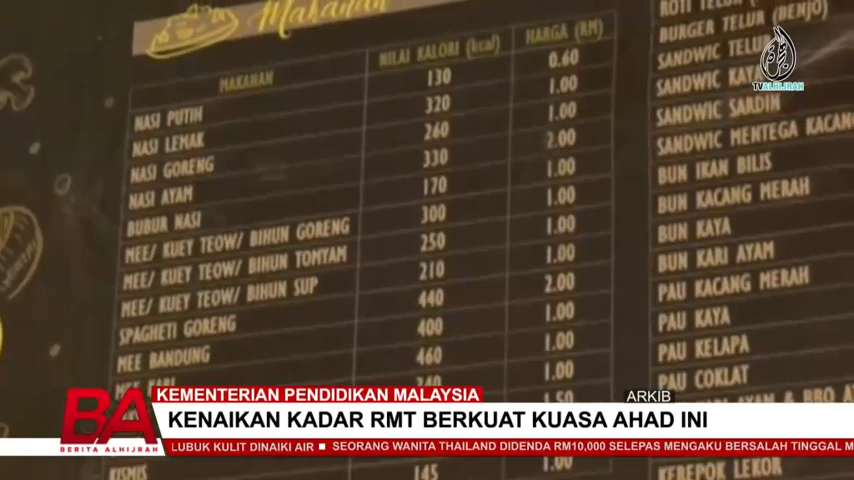 Makanan
MAKANAN NILAI KALORI (kcal) HARGA (RM)
NASI PUTIH 130 0.60
NASI LEMAK 320 1.00
NASI GORENG 260 1.00
NASI AYAM 330 2.00
BUBUR NASI 170 1.00
MEE/ KUEY TEOW/ BIHUN GORENG 300 1.00
MEE/ KUEY TEOW/ BIHUN TOMYAM 250 1.00
MEE/ KUEY TEOW/ BIHUN SUP 210 1.00
SPAGHETI GORENG 440 2.00
MEE BANDUNG 400 1.00
MEE KARI 460 1.00
KISMIS 145 1.00
ROTI TELUR
BURGER TELUR (BENJO)
SANDWIC TELUR
SANDWIC KAYA
SANDWIC SARDIN
SANDWIC MENTEGA KACANG
BUN IKAN BILIS
BUN KACANG MERAH
BUN KAYA
BUN KARI AYAM
PAU KACANG MERAH
PAU KAYA
PAU KELAPA
PAU COKLAT
KEROPOK LEKOR
TVALHIJRAH
KEMENTERIAN PENDIDIKAN MALAYSIA
ARKIB
BA
BERITA ALHIJRAH
KENAIKAN KADAR RMT BERKUAT KUASA AHAD INI
LUBUK KULIT DINAIKI AIR ■ SEORANG WANITA THAILAND DIDENDA RM10,000 SELEPAS MENGAKU BERSALAH TINGGAL M